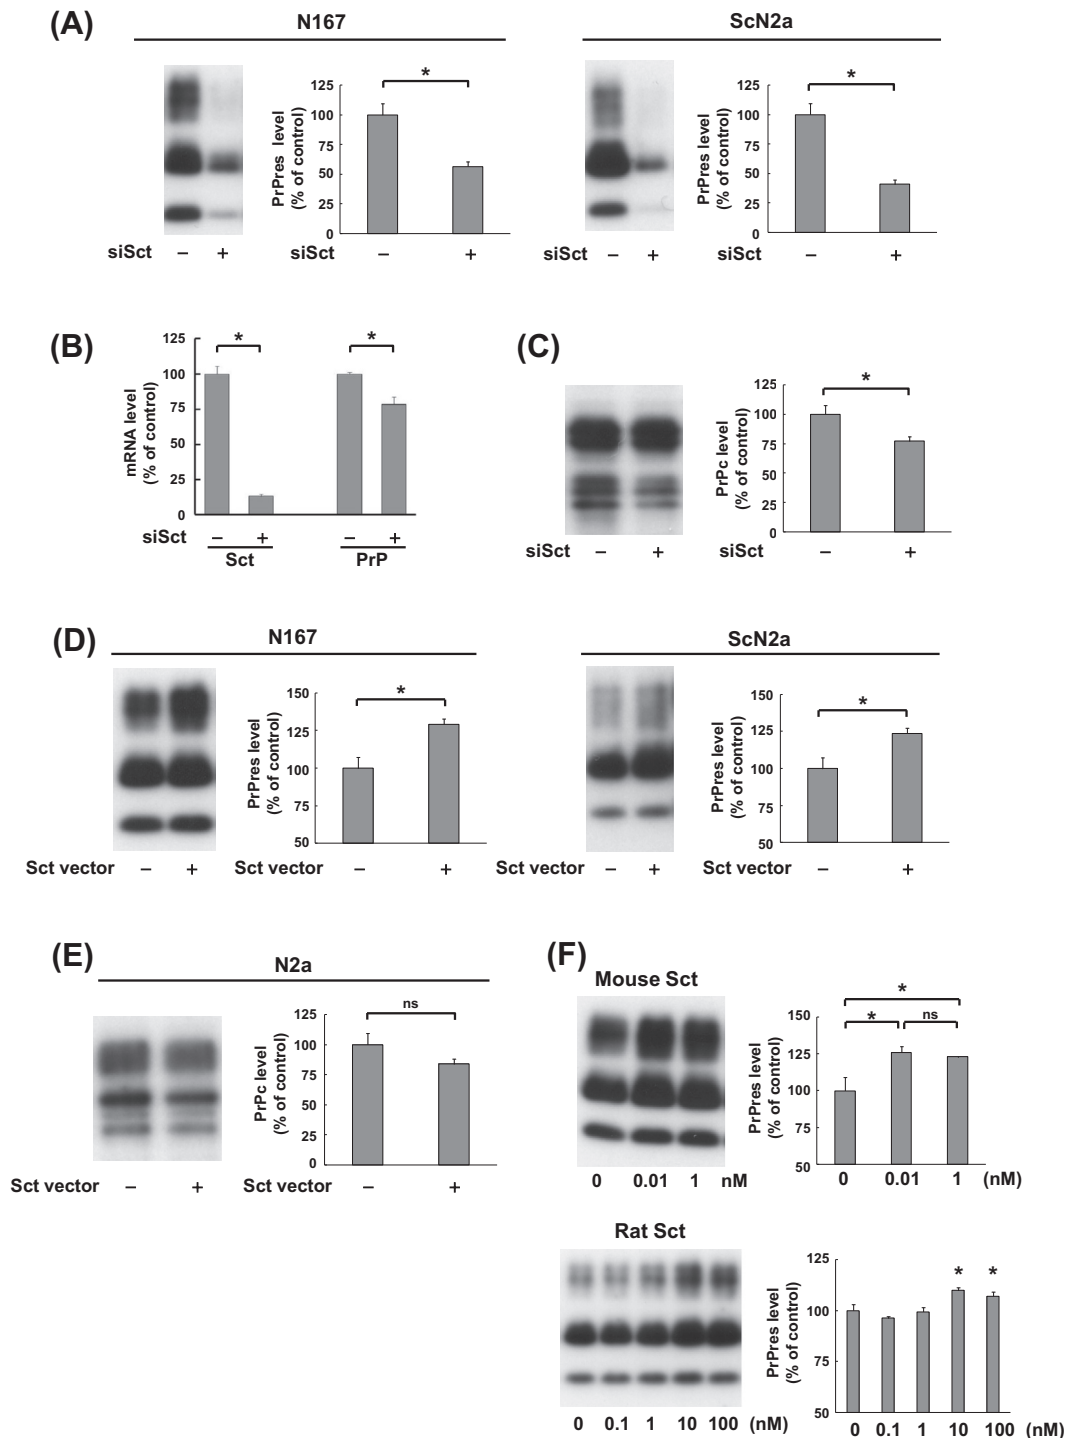 (A)
N167
ScN2a
*
*
PrPres level
(% of control)
125
100
75
50
25
0
PrPres level
(% of control)
125
100
75
50
25
0
siSct − +
siSct − +
siSct − +
siSct − +
(B)
mRNA level
(% of control)
125
100
75
50
25
0
*
*
siSct − + − +
Sct PrP
(C)
PrPc level
(% of control)
125
100
75
50
25
0
*
siSct − +
siSct − +
(D)
N167
ScN2a
PrPres level
(% of control)
150
125
100
75
50
*
PrPres level
(% of control)
150
125
100
75
50
*
Sct vector − +
Sct vector − +
Sct vector − +
Sct vector − +
(E)
N2a
PrPc level
(% of control)
125
100
75
50
25
0
ns
Sct vector − +
Sct vector − +
(F)
Mouse Sct
0 0.01 1 nM
PrPres level
(% of control)
150
125
100
75
50
*
* ns
0 0.01 1 (nM)
Rat Sct
0 0.1 1 10 100 (nM)
PrPres level
(% of control)
125
100
75
50
* *
0 0.1 1 10 100 (nM)